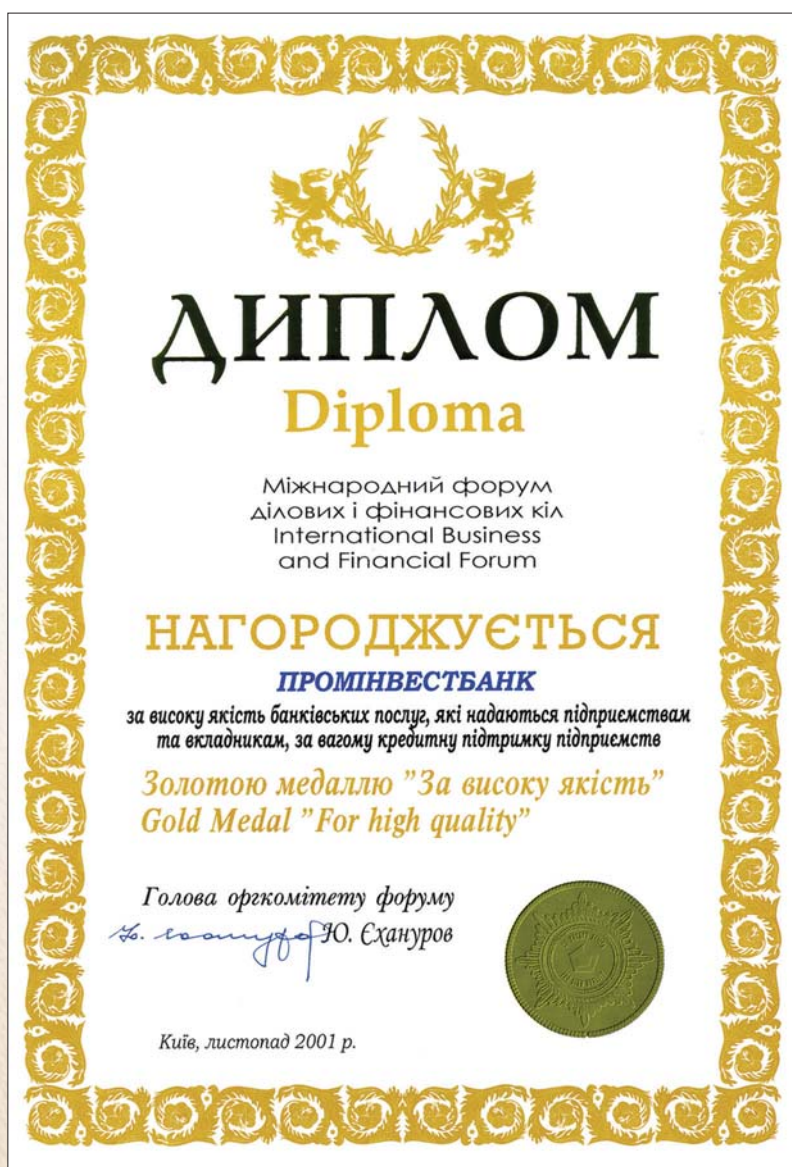 ДИПЛОМ
Diploma
Міжнародний форум
ділових і фінансових кіл
International Business
and Financial Forum
НАГОРОДЖУЄТЬСЯ
ПРОМІНВЕСТБАНК
за високу якість банківських послуг, які надаються підприємствам
та вкладникам, за вагому кредитну підтримку підприємств
Золотою медаллю "За високу якість"
Gold Medal "For high quality"
Голова оргкомітету форуму
Ю. Єхануров
Київ, листопад 2001 р.